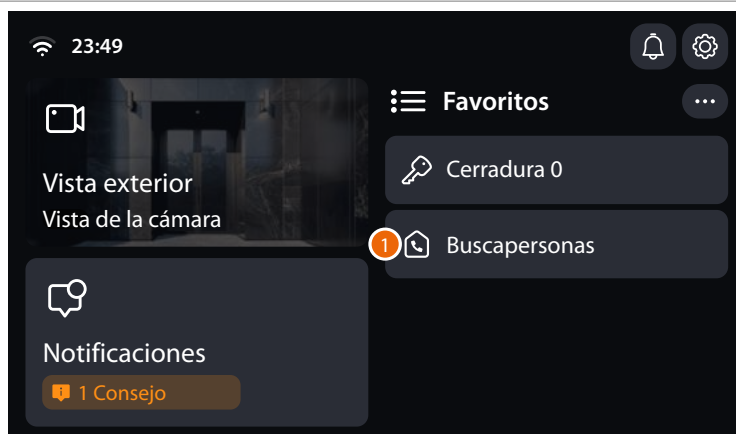 23:49
Vista exterior
Vista de la cámara
Notificaciones
1 Consejo
Favoritos
Cerradura 0
1
Buscapersonas